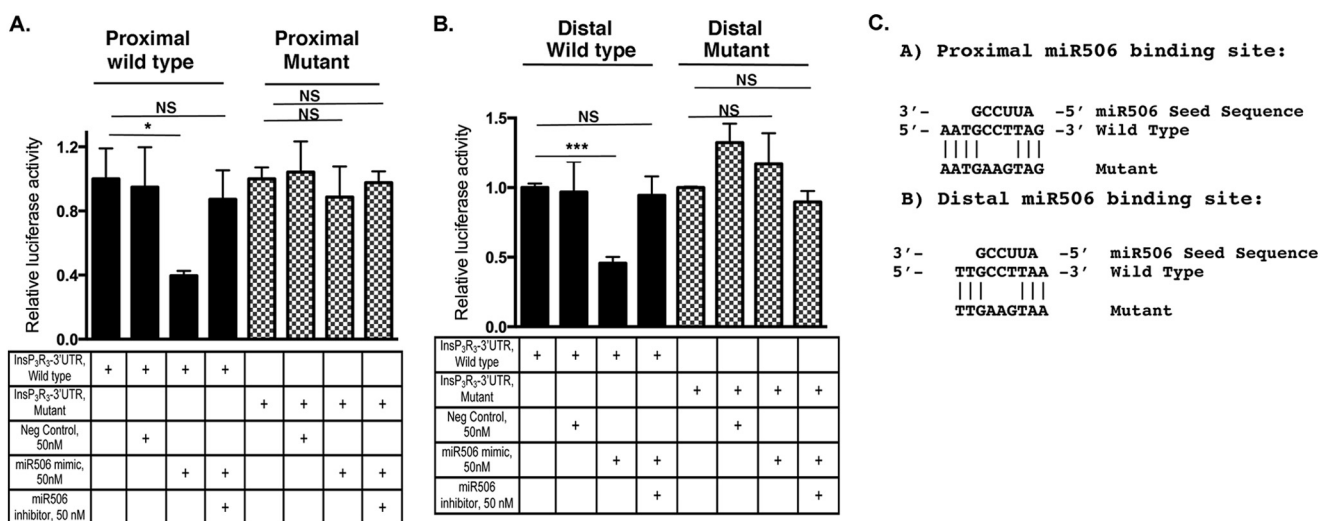 A.
Proximal
wild type
Proximal
Mutant
NS
NS
NS
*
Relative luciferase activity
1.2
0.8
0.4
0.0
InsP3R3-3'UTR,
Wild type
+ + + +
InsP3R3-3'UTR,
Mutant
+ + + +
Neg Control,
50nM
+ +
miR506 mimic,
50nM
+ + + +
miR506
inhibitor, 50 nM
+ +
B.
Distal
Wild type
Distal
Mutant
NS
NS
NS
***
Relative luciferase activity
1.5
1.0
0.5
0.0
InsP3R3-3'UTR,
Wild type
+ + + +
InsP3R3-3'UTR,
Mutant
+ + + +
Neg Control,
50nM
+ +
miR506 mimic,
50nM
+ + + +
miR506
inhibitor, 50 nM
+ +
C.
A) Proximal miR506 binding site:
3'- GCCUUA -5' miR506 Seed Sequence
5'- AATGCCTTAG -3' Wild Type
|||| |||
AATGAAGTAG Mutant
B) Distal miR506 binding site:
3'- GCCUUA -5' miR506 Seed Sequence
5'- TTGCCTTAA -3' Wild Type
||| |||
TTGAAGTAA Mutant